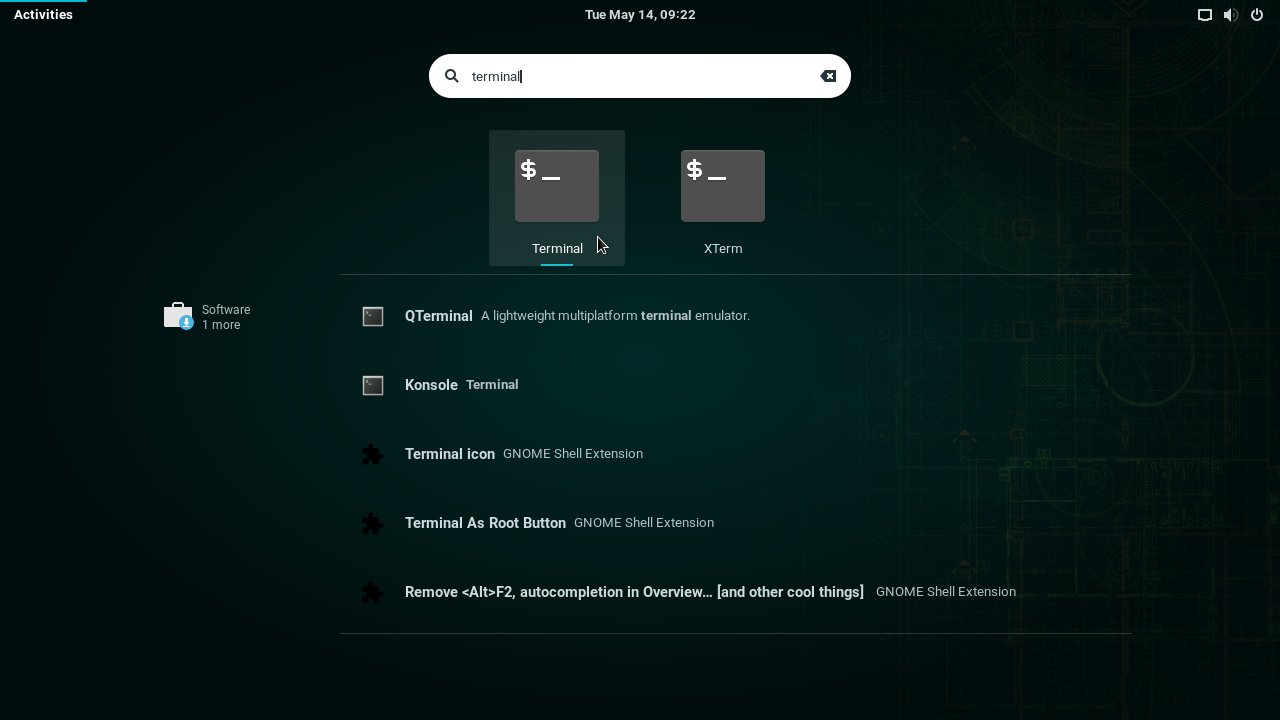 Activities
Tue May 14, 09:22
terminal
$_
$_
Terminal
XTerm
Software
1 more
QTerminal A lightweight multiplatform terminal emulator.
Konsole Terminal
Terminal icon GNOME Shell Extension
Terminal As Root Button GNOME Shell Extension
Remove <Alt>F2, autocompletion in Overview… [and other cool things] GNOME Shell Extension